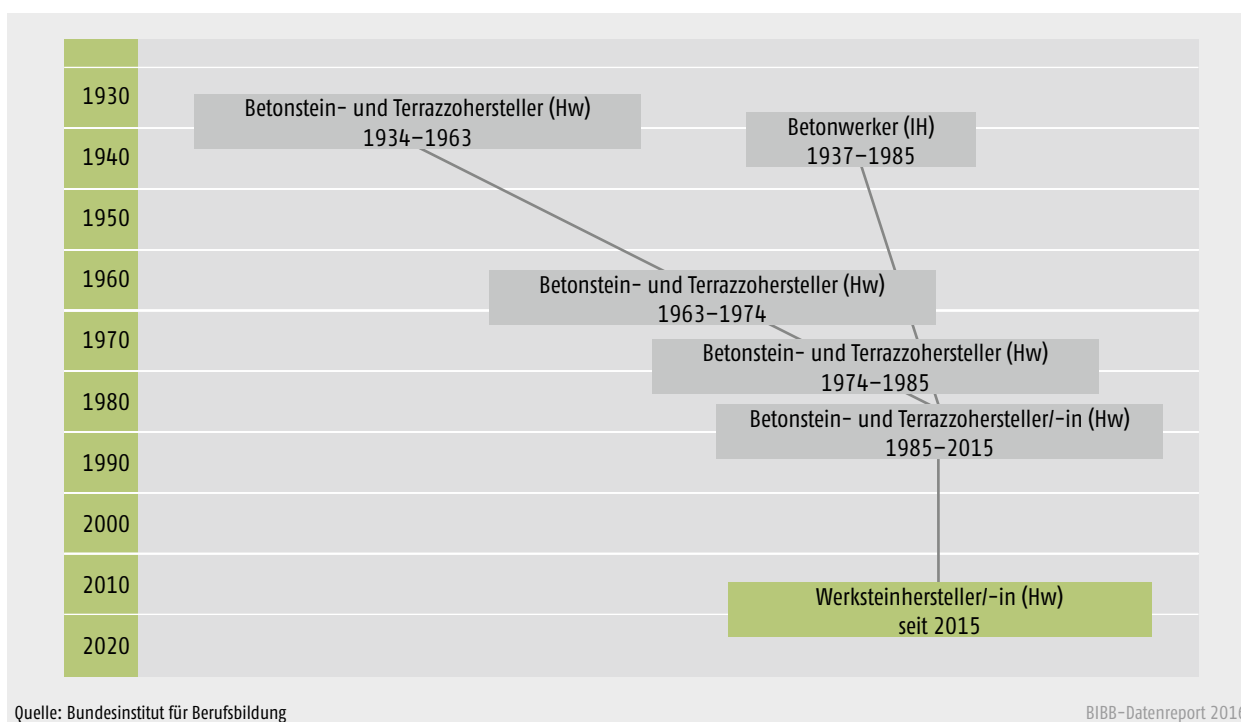 1930
Betonstein- und Terrazzohersteller (Hw)
1934–1963
Betonwerker (IH)
1937–1985
1940
1950
1960
Betonstein- und Terrazzohersteller (Hw)
1963–1974
1970
Betonstein- und Terrazzohersteller (Hw)
1974–1985
1980
Betonstein- und Terrazzohersteller/-in (Hw)
1985–2015
1990
2000
2010
Werksteinhersteller/-in (Hw)
seit 2015
2020
Quelle: Bundesinstitut für Berufsbildung
BIBB-Datenreport 2016